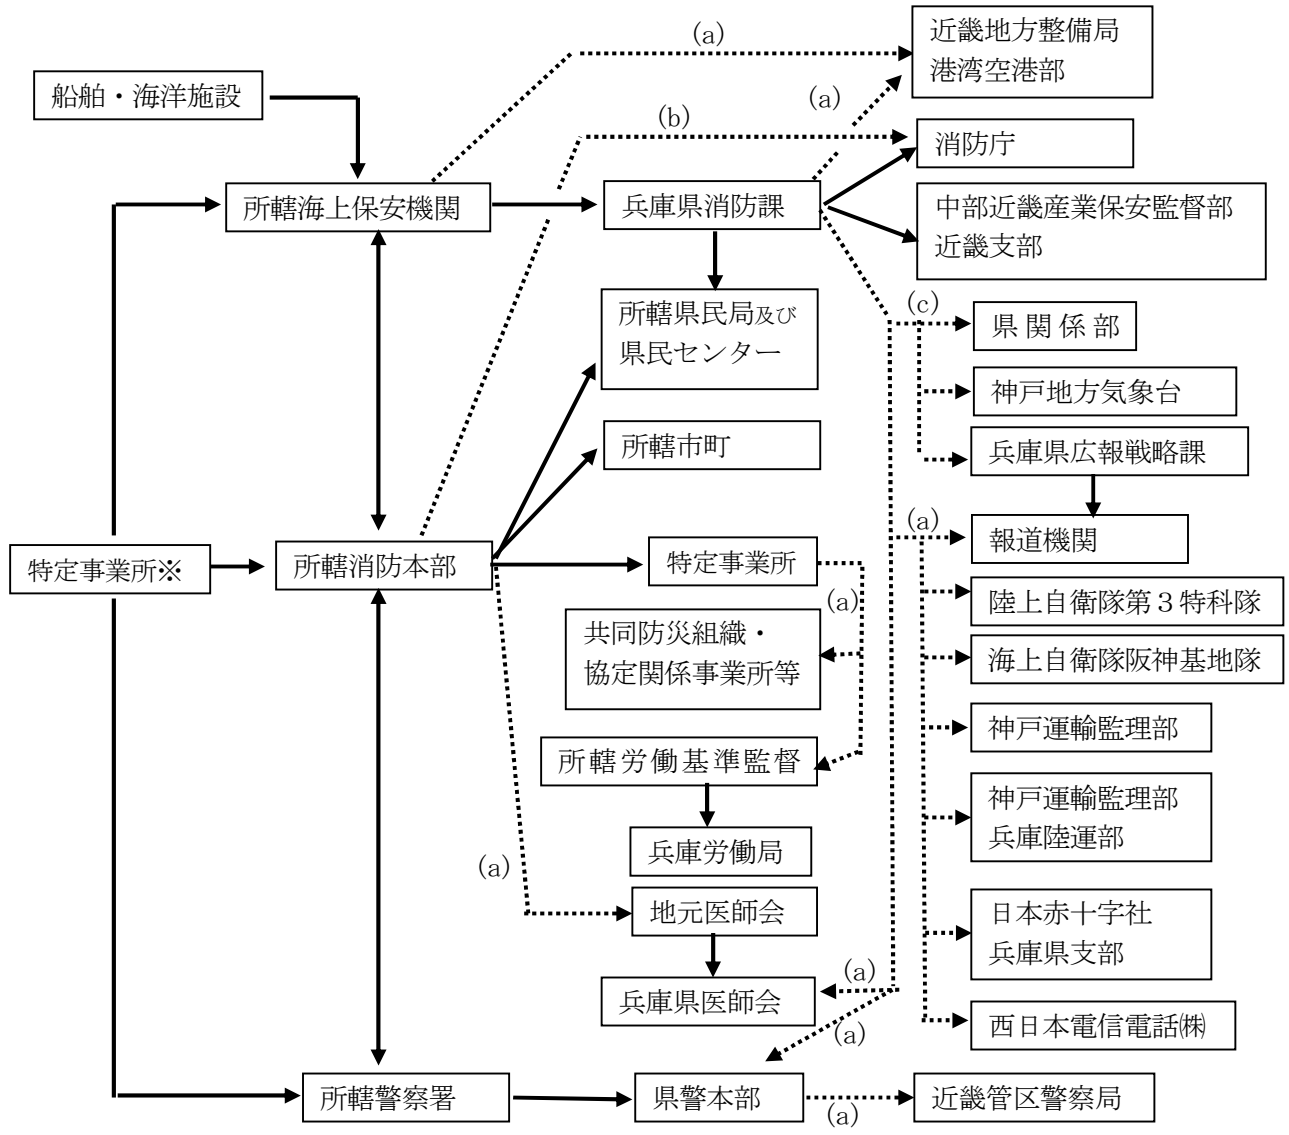 (a)
近畿地方整備局
港湾空港部
船舶・海洋施設
(a)
(b)
消防庁
所轄海上保安機関
兵庫県消防課
中部近畿産業保安監督部
近畿支部
所轄県民局及び
県民センター
(c)
県関係部
神戸地方気象台
所轄市町
兵庫県広報戦略課
(a)
報道機関
特定事業所※
所轄消防本部
特定事業所
(a)
陸上自衛隊第3特科隊
共同防災組織・
協定関係事業所等
海上自衛隊阪神基地隊
神戸運輸監理部
所轄労働基準監督
神戸運輸監理部
兵庫陸運部
兵庫労働局
(a)
地元医師会
日本赤十字社
兵庫県支部
(a)
兵庫県医師会
西日本電信電話㈱
(a)
所轄警察署
県警本部
(a)
近畿管区警察局